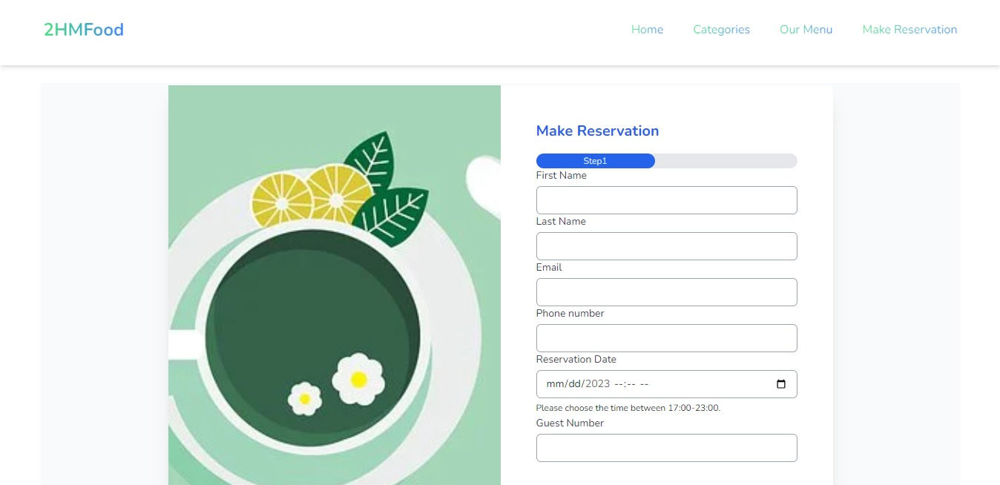 2HMFood
Home Categories Our Menu Make Reservation
Make Reservation
Step1
First Name
Last Name
Email
Phone number
Reservation Date
mm/dd/2023 --:-- --
Please choose the time between 17:00-23:00.
Guest Number